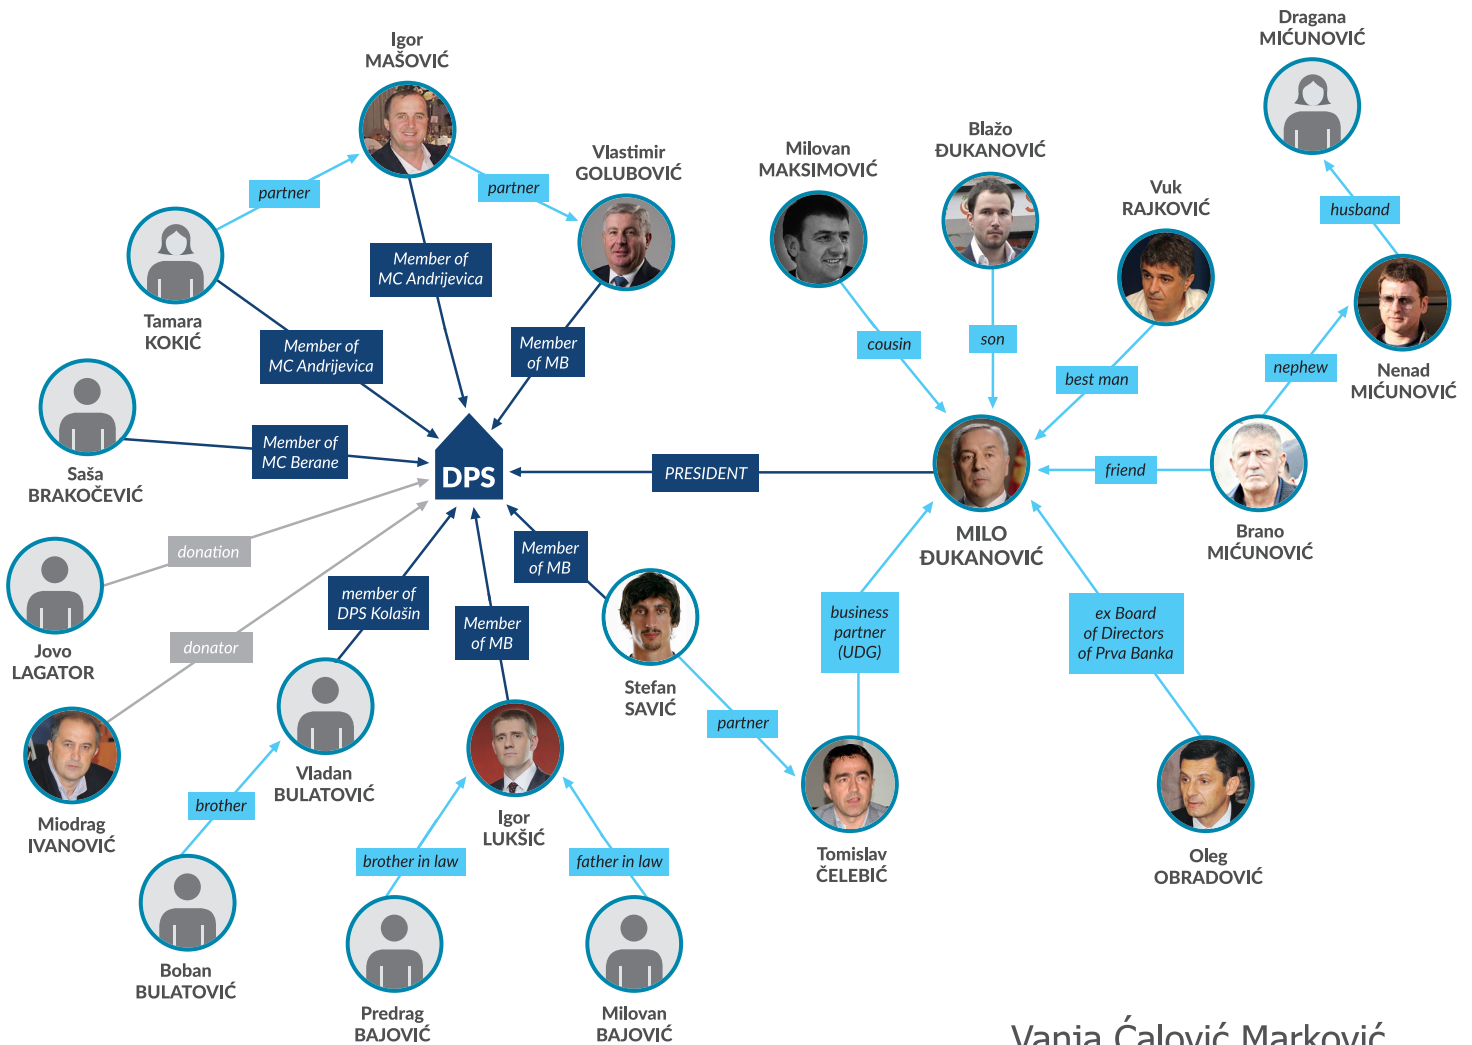 Dragana
MIĆUNOVIĆ
Igor
MAŠOVIĆ
Blažo
ĐUKANOVIĆ
Milovan
MAKSIMOVIĆ
Vlastimir
GOLUBOVIĆ
Vuk
RAJKOVIĆ
partner
partner
husband
Member of
MC Andrijevica
Tamara
KOKIĆ
Member of
MC Andrijevica
Member
of MB
cousin
son
best man
nephew
Nenad
MIĆUNOVIĆ
Member of
MC Berane
Saša
BRAKOČEVIĆ
DPS
PRESIDENT
friend
MILO
ĐUKANOVIĆ
Brano
MIĆUNOVIĆ
donation
Member
of MB
member of
DPS Kolašin
Member
of MB
business
partner
(UDG)
ex Board
of Directors
of Prva Banka
Jovo
LAGATOR
donator
Stefan
SAVIĆ
partner
Vladan
BULATOVIĆ
brother
Miodrag
IVANOVIĆ
Igor
LUKŠIĆ
brother in law
father in law
Tomislav
ČELEBIĆ
Oleg
OBRADOVIĆ
Boban
BULATOVIĆ
Predrag
BAJOVIĆ
Milovan
BAJOVIĆ
Vanja Ćalović Marković